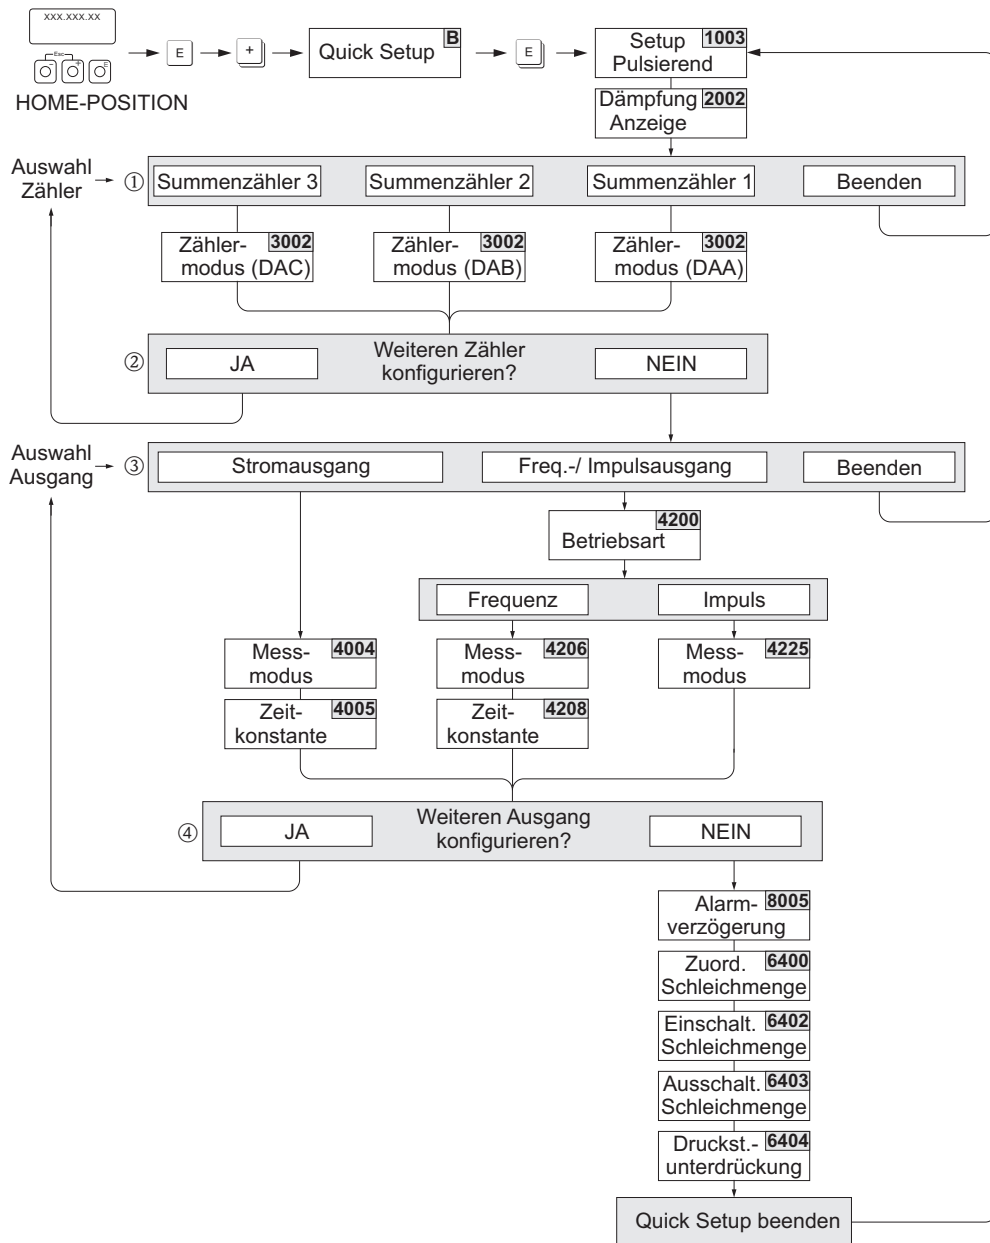 xxx.xxx.xx
Esc
- + E
HOME-POSITION
E
+
Quick Setup B
E
Setup 1003
Pulsierend
Dämpfung 2002
Anzeige
Auswahl
Zähler
① Summenzähler 3 Summenzähler 2 Summenzähler 1 Beenden
Zähler- 3002
modus (DAC)
Zähler- 3002
modus (DAB)
Zähler- 3002
modus (DAA)
② JA
Weiteren Zähler
konfigurieren?
NEIN
Auswahl
Ausgang
③ Stromausgang Freq.-/ Impulsausgang Beenden
4200
Betriebsart
Frequenz Impuls
Mess- 4004
modus
Mess- 4206
modus
Mess- 4225
modus
Zeit- 4005
konstante
Zeit- 4208
konstante
④ JA
Weiteren Ausgang
konfigurieren?
NEIN
Alarm- 8005
verzögerung
Zuord. 6400
Schleichmenge
Einschalt. 6402
Schleichmenge
Ausschalt. 6403
Schleichmenge
Druckst.- 6404
unterdrückung
Quick Setup beenden